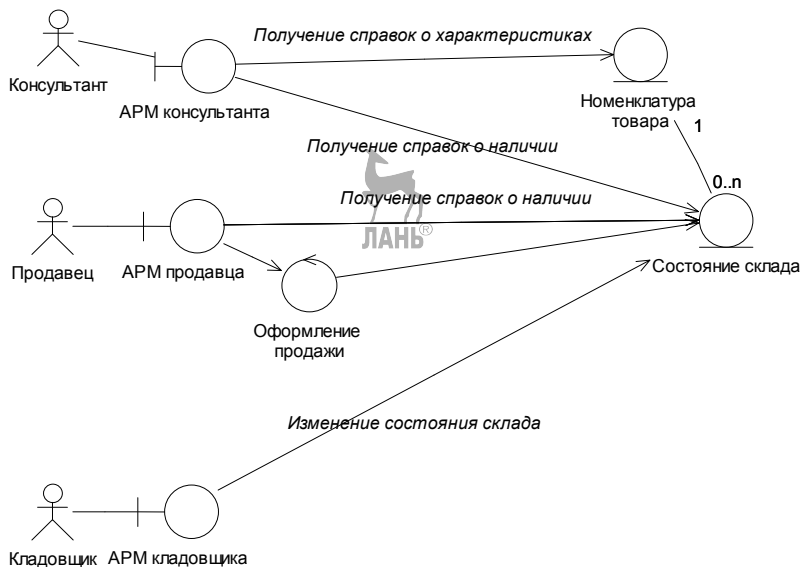 Получение справок о характеристиках
Консультант
АРМ консультанта
Номенклатура
товара
1
Получение справок о наличии
0..n
Получение справок о наличии
ЛАНЬ®
Продавец
АРМ продавца
Состояние склада
Оформление
продажи
Изменение состояния склада
Кладовщик
АРМ кладовщика